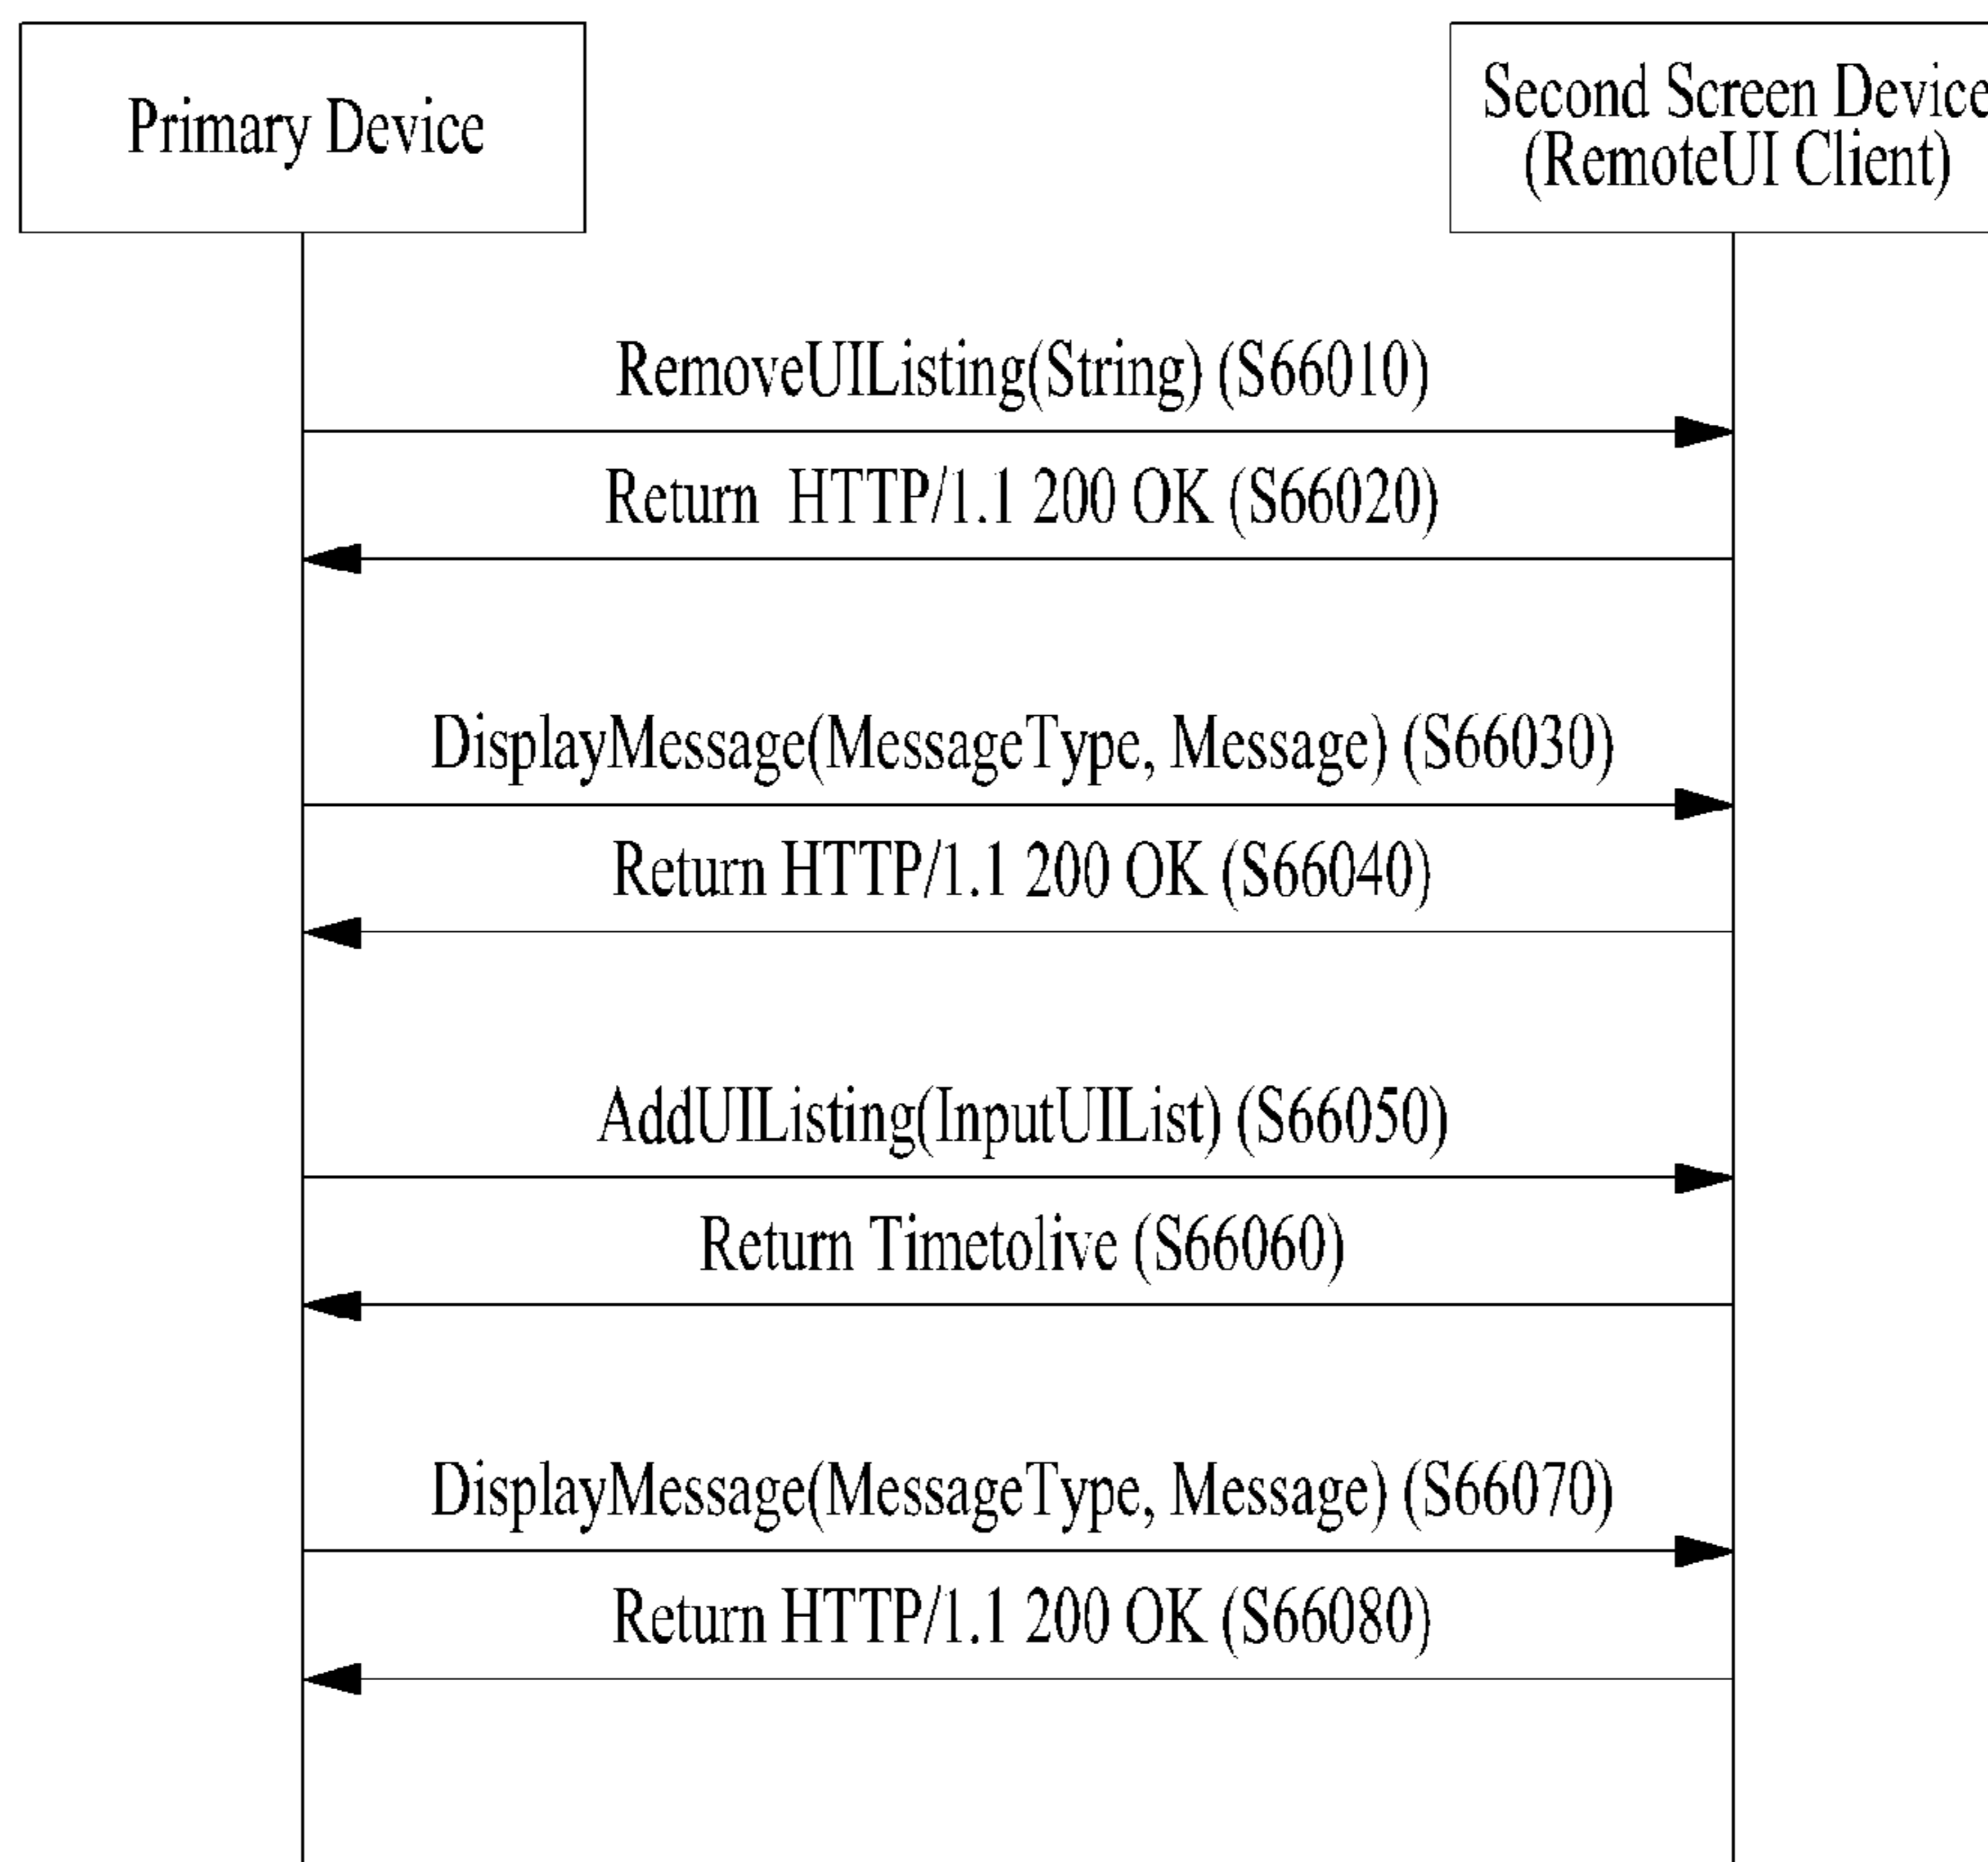 Primary Device
Second Screen Device
(RemoteUI Client)
RemoveUIListing(String) (S66010)
Return HTTP/1.1 200 OK (S66020)
DisplayMessage(MessageType, Message) (S66030)
Return HTTP/1.1 200 OK (S66040)
AddUIListing(InputUIList) (S66050)
Return Timetolive (S66060)
DisplayMessage(MessageType, Message) (S66070)
Return HTTP/1.1 200 OK (S66080)